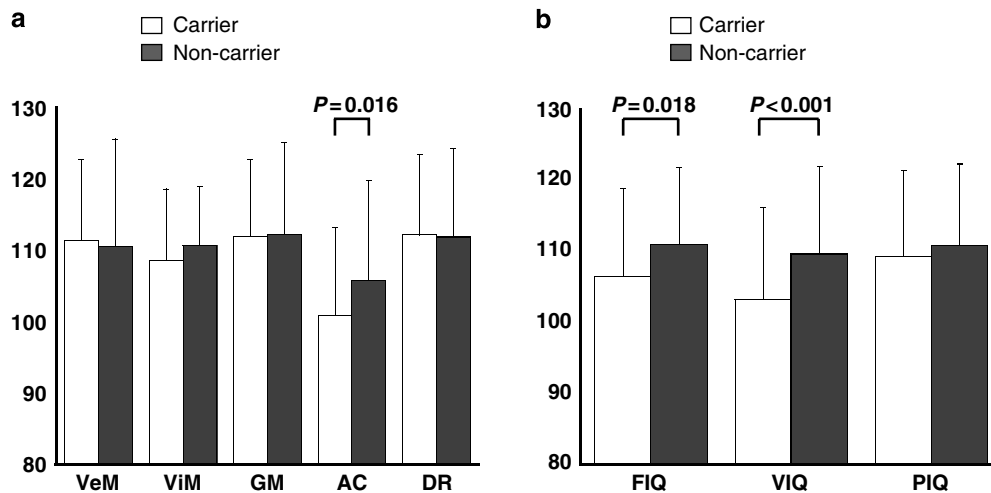 a
Carrier
Non-carrier
P=0.016
130
120
110
100
90
80
VeM ViM GM AC DR
b
Carrier
Non-carrier
P=0.018 P<0.001
130
120
110
100
90
80
FIQ VIQ PIQ